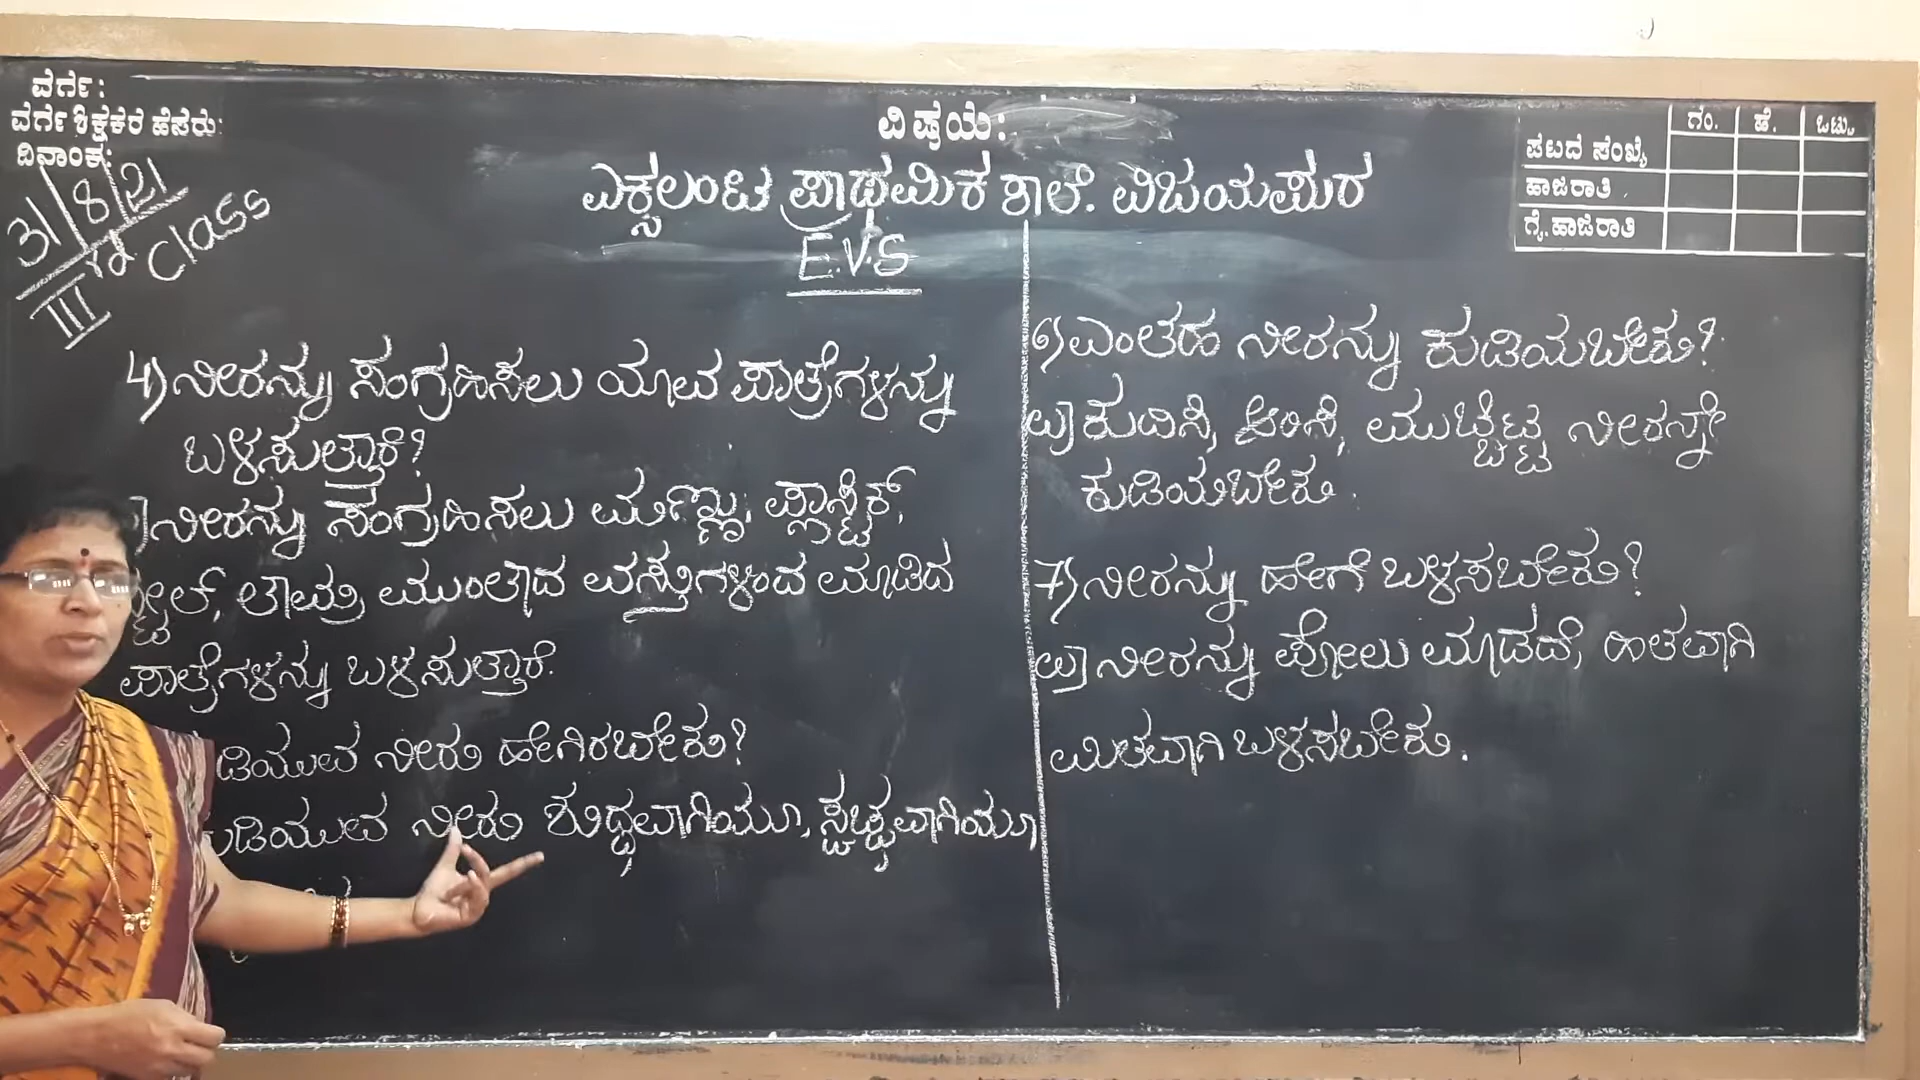 ವರ್ಗ:
ವರ್ಗ ಶಿಕ್ಷಕರ ಹೆಸರು:
ದಿನಾಂಕ:
31/8/21
III rd Class
ವಿಷಯ:
ಎಕ್ಸಲಂಟ ಪ್ರಾಥಮಿಕ ಶಾಲೆ. ವಿಜಯಪುರ
E.V.S
ಗಂ. ಹೆ. ಒಟ್ಟು
ಪಟದ ಸಂಖ್ಯೆ
ಹಾಜರಾತಿ
ಗೈ.ಹಾಜರಾತಿ
4) ನೀರನ್ನು ಸಂಗ್ರಹಿಸಲು ಯಾವ ಪಾತ್ರೆಗಳನ್ನು
ಬಳಸುತ್ತಾರೆ?
ನೀರನ್ನು ಸಂಗ್ರಹಿಸಲು ಮಣ್ಣು, ಪ್ಲಾಸ್ಟಿಕ್,
ತಾಮ್ರ ಮುಂತಾದ ವಸ್ತುಗಳಿಂದ ಮಾಡಿದ
ಪಾತ್ರೆಗಳನ್ನು ಬಳಸುತ್ತಾರೆ.
ಡಿಯುವ ನೀರು ಹೇಗಿರಬೇಕು?
ಡಿಯುವ ನೀರು ಶುದ್ಧವಾಗಿಯೂ, ಸ್ವಚ್ಛವಾಗಿಯೂ
6) ಎಂತಹ ನೀರನ್ನು ಕುಡಿಯಬೇಕು?
ಉ] ಕುದಿಸಿ, ಆರಿಸಿ, ಮುಚ್ಚಿಟ್ಟ ನೀರನ್ನೇ
ಕುಡಿಯಬೇಕು.
7) ನೀರನ್ನು ಹೇಗೆ ಬಳಸಬೇಕು?
ಉ] ನೀರನ್ನು ಪೋಲು ಮಾಡದೆ, ಹಿತವಾಗಿ
ಮಿತವಾಗಿ ಬಳಸಬೇಕು.